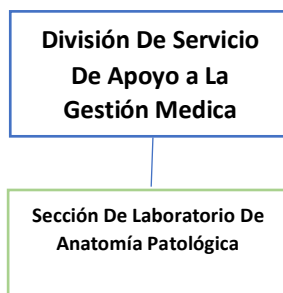 División De Servicio
De Apoyo a La
Gestión Medica
Sección De Laboratorio De
Anatomía Patológica